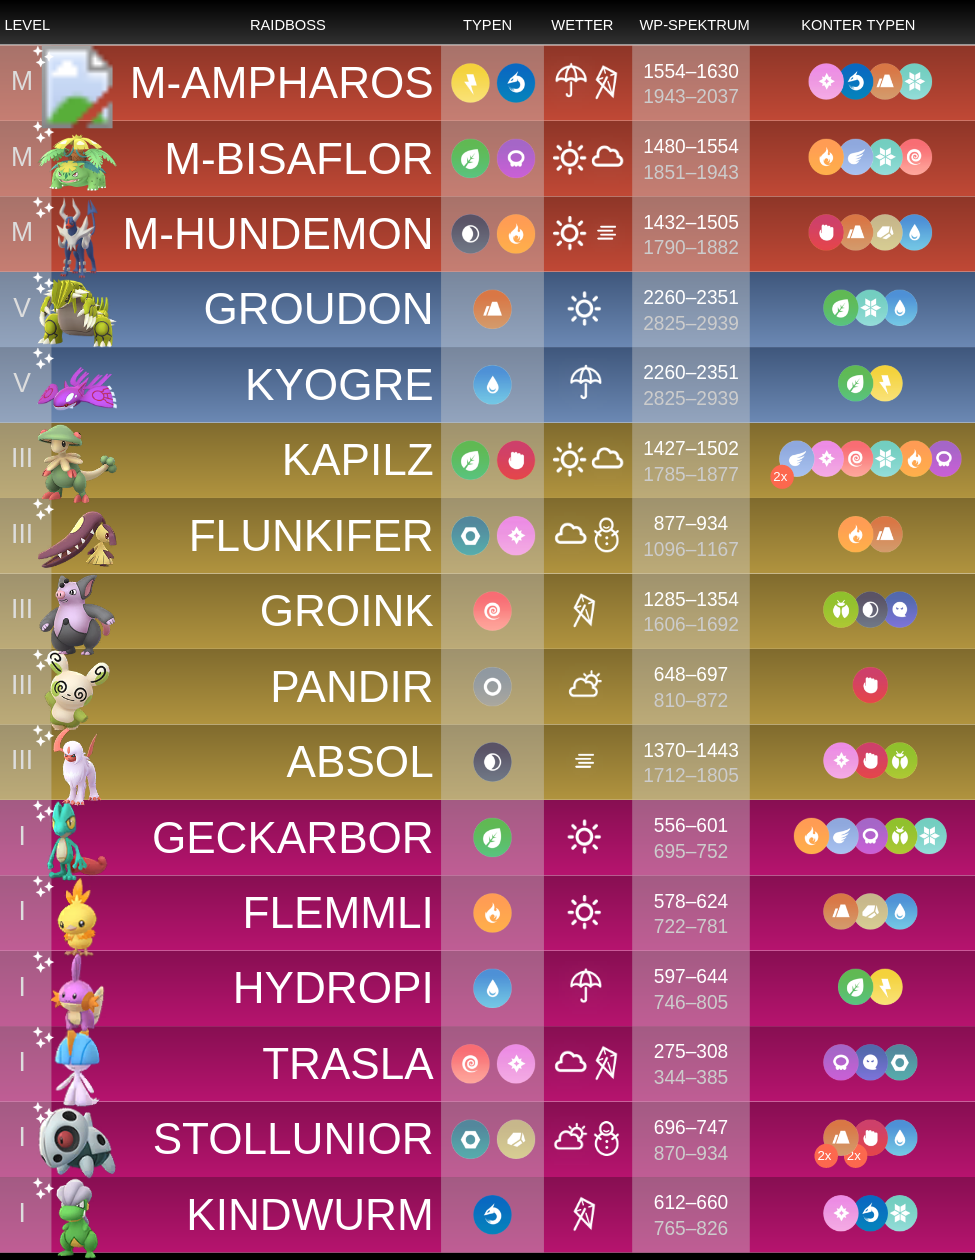 LEVEL RAIDBOSS TYPEN WETTER WP-SPEKTRUM KONTER TYPEN
M M-AMPHAROS 1554–1630
1943–2037
M M-BISAFLOR 1480–1554
1851–1943
M M-HUNDEMON 1432–1505
1790–1882
V GROUDON 2260–2351
2825–2939
V KYOGRE 2260–2351
2825–2939
III KAPILZ 1427–1502
1785–1877 2x
III FLUNKIFER 877–934
1096–1167
III GROINK 1285–1354
1606–1692
III PANDIR 648–697
810–872
III ABSOL 1370–1443
1712–1805
I GECKARBOR 556–601
695–752
I FLEMMLI 578–624
722–781
I HYDROPI 597–644
746–805
I TRASLA 275–308
344–385
I STOLLUNIOR 696–747
870–934 2x 2x
I KINDWURM 612–660
765–826